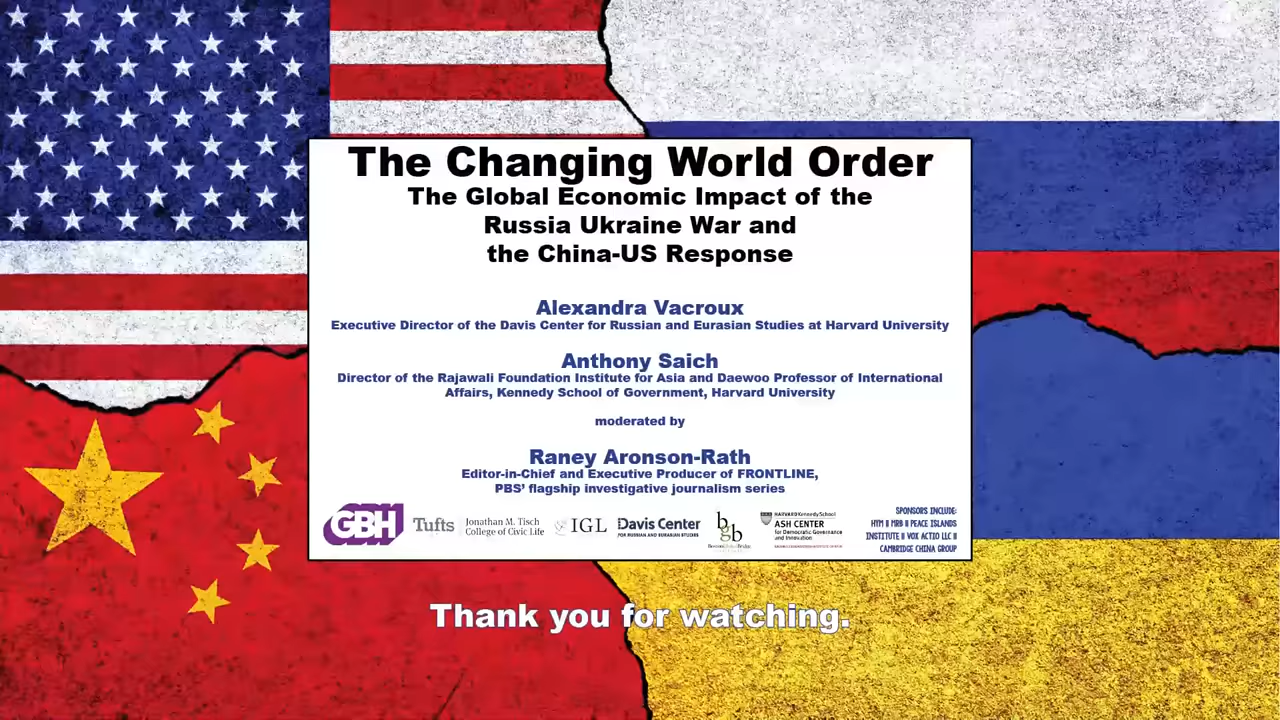 The Changing World Order
The Global Economic Impact of the
Russia Ukraine War and
the China-US Response
Alexandra Vacroux
Executive Director of the Davis Center for Russian and Eurasian Studies at Harvard University
Anthony Saich
Director of the Rajawali Foundation Institute for Asia and Daewoo Professor of International
Affairs, Kennedy School of Government, Harvard University
moderated by
Raney Aronson-Rath
Editor-in-Chief and Executive Producer of FRONTLINE,
PBS' flagship investigative journalism series
GBH
Tufts
Jonathan M. Tisch
College of Civic Life
IGL
Davis Center
FOR RUSSIAN AND EURASIAN STUDIES
bgb
HARVARD Kennedy School
ASH CENTER
for Democratic Governance
and Innovation
SPONSORS INCLUDE:
HYM || MRB || PEACE ISLANDS
INSTITUTE || VOX ACTIO LLC ||
CAMBRIDGE CHINA GROUP
Thank you for watching.